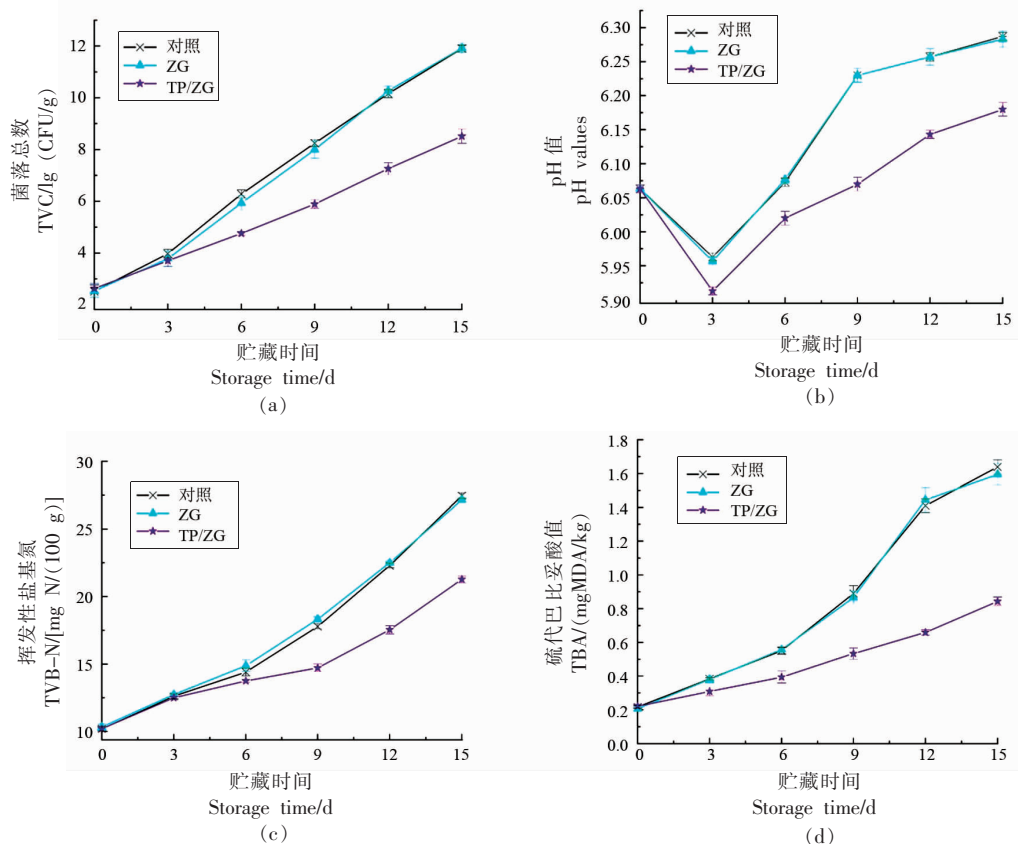 12
10
8
6
4
2
菌落总数
TVC/lg (CFU/g)
对照
ZG
TP/ZG
0 3 6 9 12 15
贮藏时间
Storage time/d
(a)
6.30
6.25
6.20
6.15
6.10
6.05
6.00
5.95
5.90
pH 值
pH values
对照
ZG
TP/ZG
0 3 6 9 12 15
贮藏时间
Storage time/d
(b)
30
25
20
15
10
挥发性盐基氮
TVB-N/[mg N/(100 g)]
对照
ZG
TP/ZG
0 3 6 9 12 15
贮藏时间
Storage time/d
(c)
1.8
1.6
1.4
1.2
1.0
0.8
0.6
0.4
0.2
0.0
硫代巴比妥酸值
TBA/(mgMDA/kg)
对照
ZG
TP/ZG
0 3 6 9 12 15
贮藏时间
Storage time/d
(d)